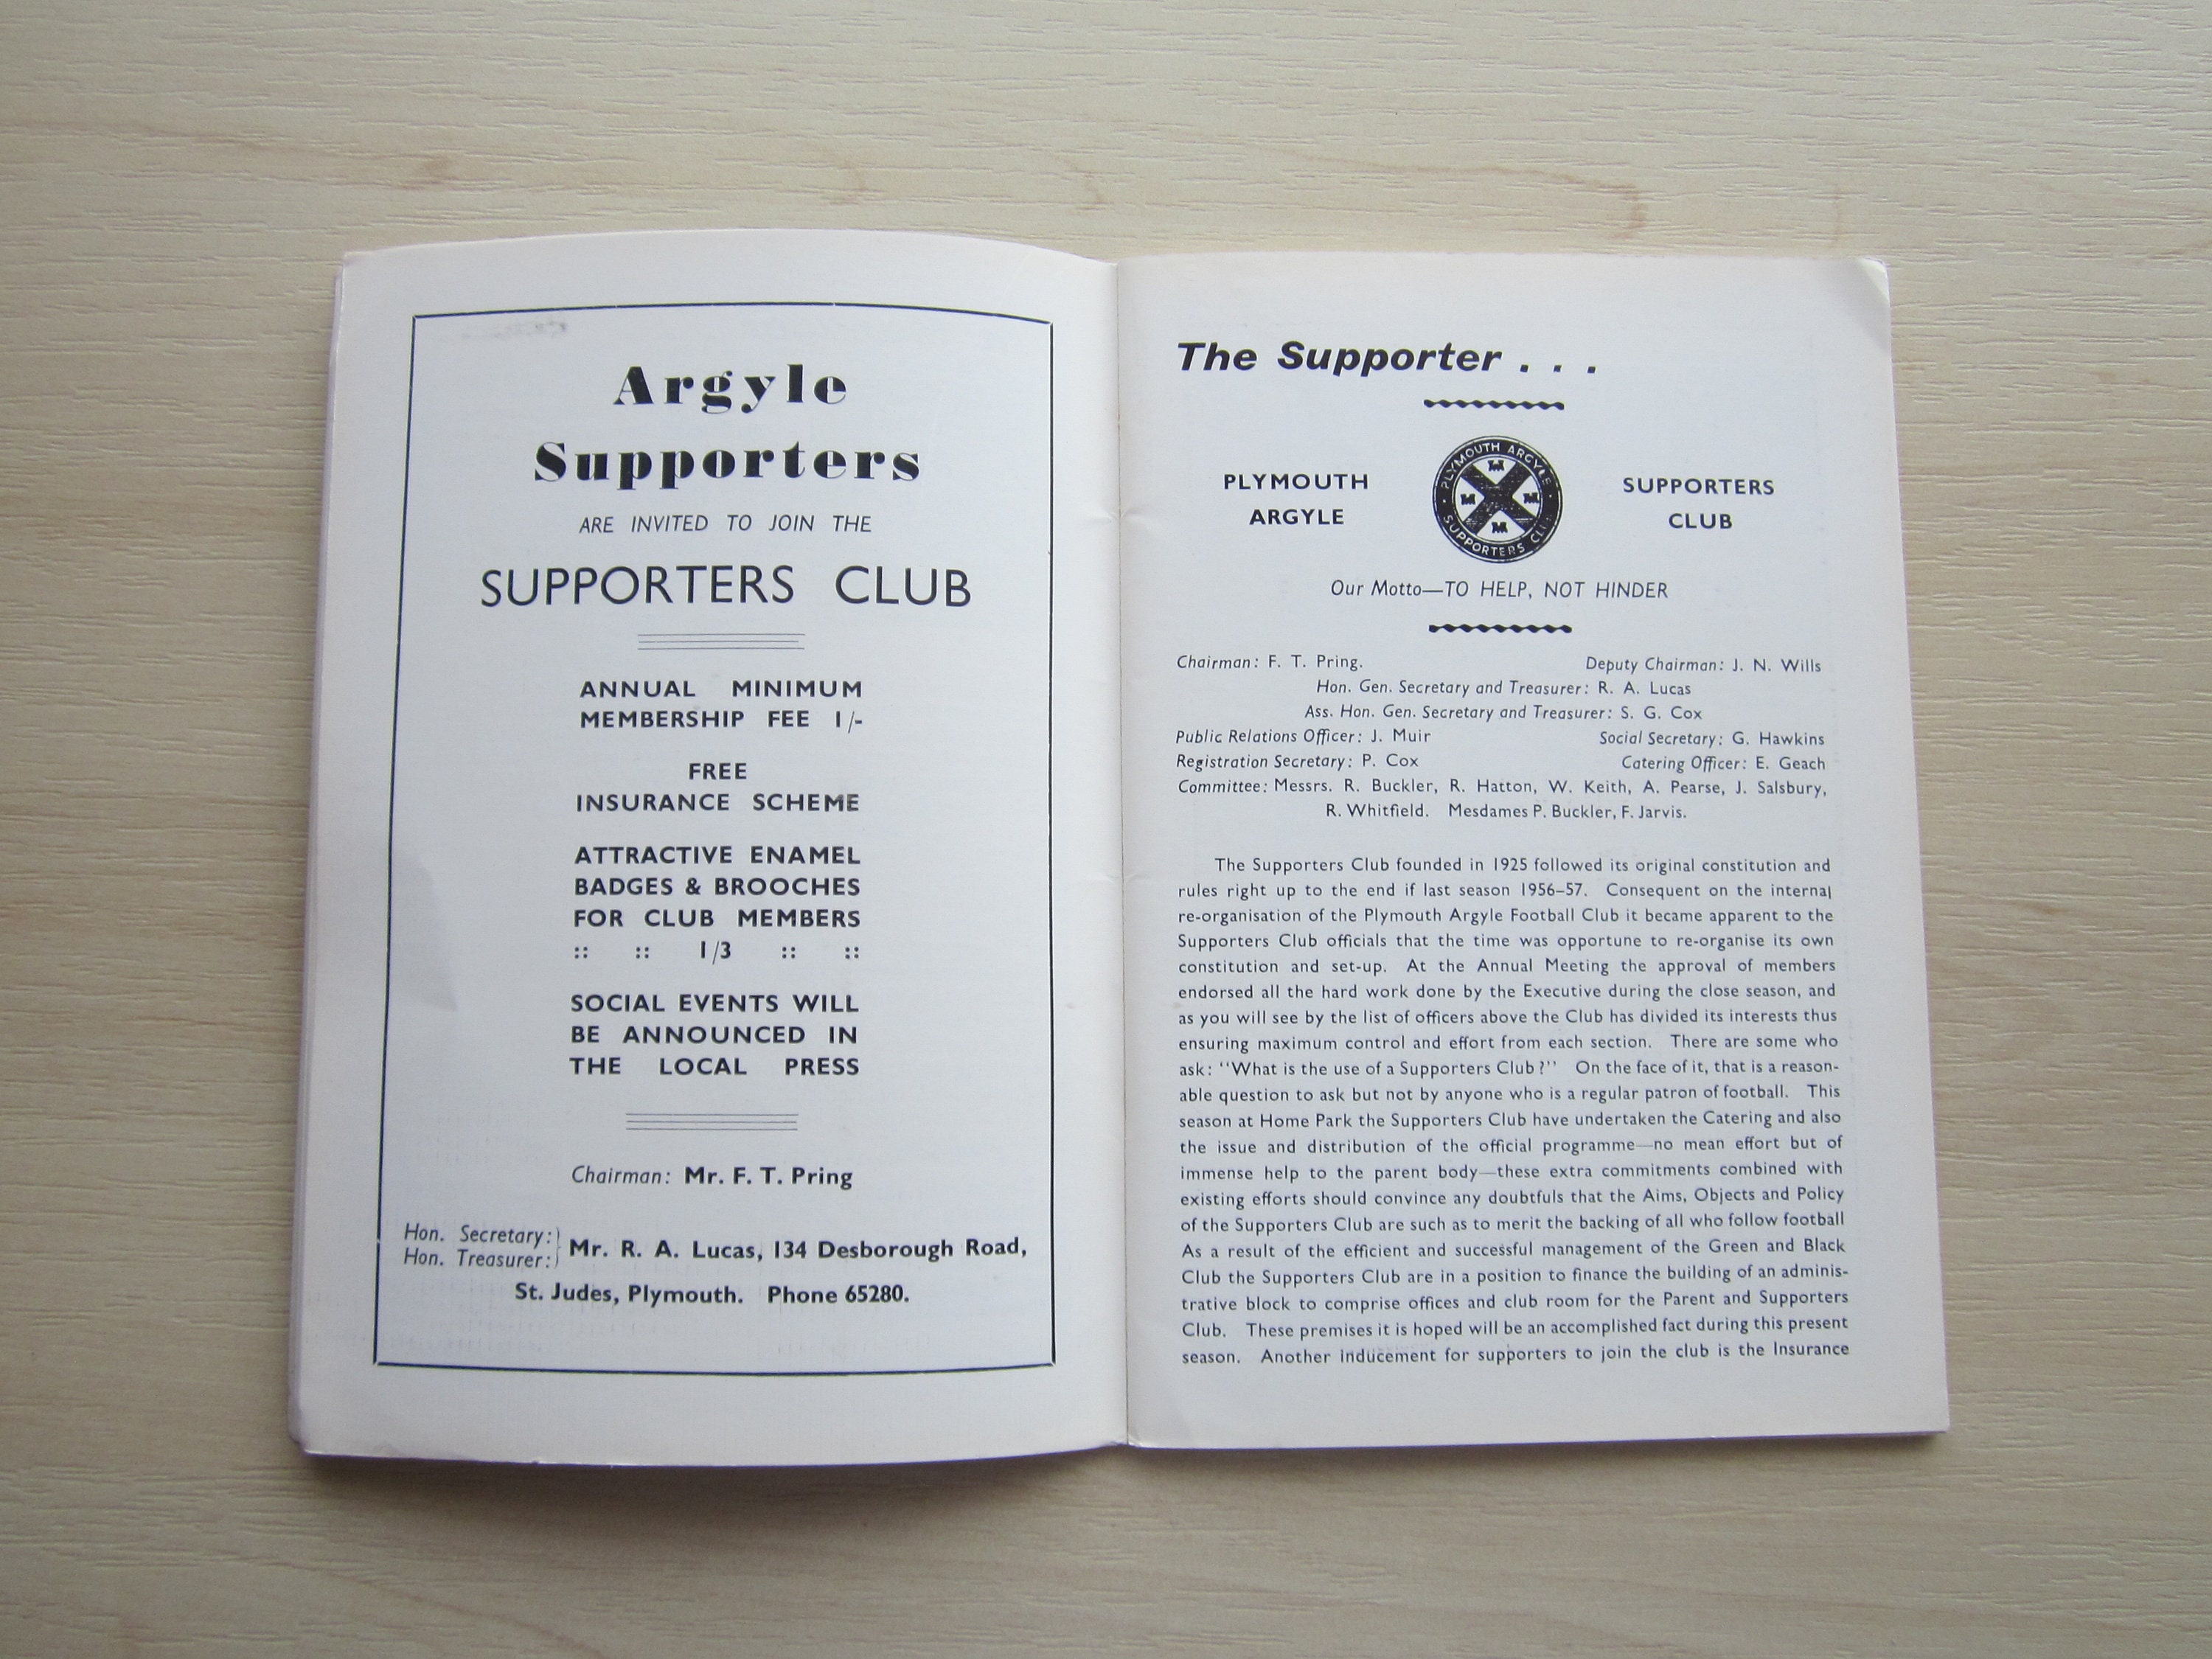 Argyle
Supporters
ARE INVITED TO JOIN THE
SUPPORTERS CLUB
ANNUAL MINIMUM
MEMBERSHIP FEE 1/-
FREE
INSURANCE SCHEME
ATTRACTIVE ENAMEL
BADGES & BROOCHES
FOR CLUB MEMBERS
:: :: 1/3 :: ::
SOCIAL EVENTS WILL
BE ANNOUNCED IN
THE LOCAL PRESS
Chairman: Mr. F. T. Pring
Hon. Secretary:
Hon. Treasurer:
Mr. R. A. Lucas, 134 Desborough Road,
St. Judes, Plymouth. Phone 65280.
The Supporter . . .
PLYMOUTH
ARGYLE
PLYMOUTH ARGYLE
SUPPORTERS CLUB
SUPPORTERS
CLUB
Our Motto—TO HELP, NOT HINDER
Chairman: F. T. Pring. Deputy Chairman: J. N. Wills
Hon. Gen. Secretary and Treasurer: R. A. Lucas
Ass. Hon. Gen. Secretary and Treasurer: S. G. Cox
Public Relations Officer: J. Muir Social Secretary: G. Hawkins
Registration Secretary: P. Cox Catering Officer: E. Geach
Committee: Messrs. R. Buckler, R. Hatton, W. Keith, A. Pearse, J. Salsbury,
R. Whitfield. Mesdames P. Buckler, F. Jarvis.
The Supporters Club founded in 1925 followed its original constitution and
rules right up to the end if last season 1956–57. Consequent on the internal
re-organisation of the Plymouth Argyle Football Club it became apparent to the
Supporters Club officials that the time was opportune to re-organise its own
constitution and set-up. At the Annual Meeting the approval of members
endorsed all the hard work done by the Executive during the close season, and
as you will see by the list of officers above the Club has divided its interests thus
ensuring maximum control and effort from each section. There are some who
ask: "What is the use of a Supporters Club?" On the face of it, that is a reason-
able question to ask but not by anyone who is a regular patron of football. This
season at Home Park the Supporters Club have undertaken the Catering and also
the issue and distribution of the official programme—no mean effort but of
immense help to the parent body—these extra commitments combined with
existing efforts should convince any doubtfuls that the Aims, Objects and Policy
of the Supporters Club are such as to merit the backing of all who follow football
As a result of the efficient and successful management of the Green and Black
Club the Supporters Club are in a position to finance the building of an adminis-
trative block to comprise offices and club room for the Parent and Supporters
Club. These premises it is hoped will be an accomplished fact during this present
season. Another inducement for supporters to join the club is the Insurance